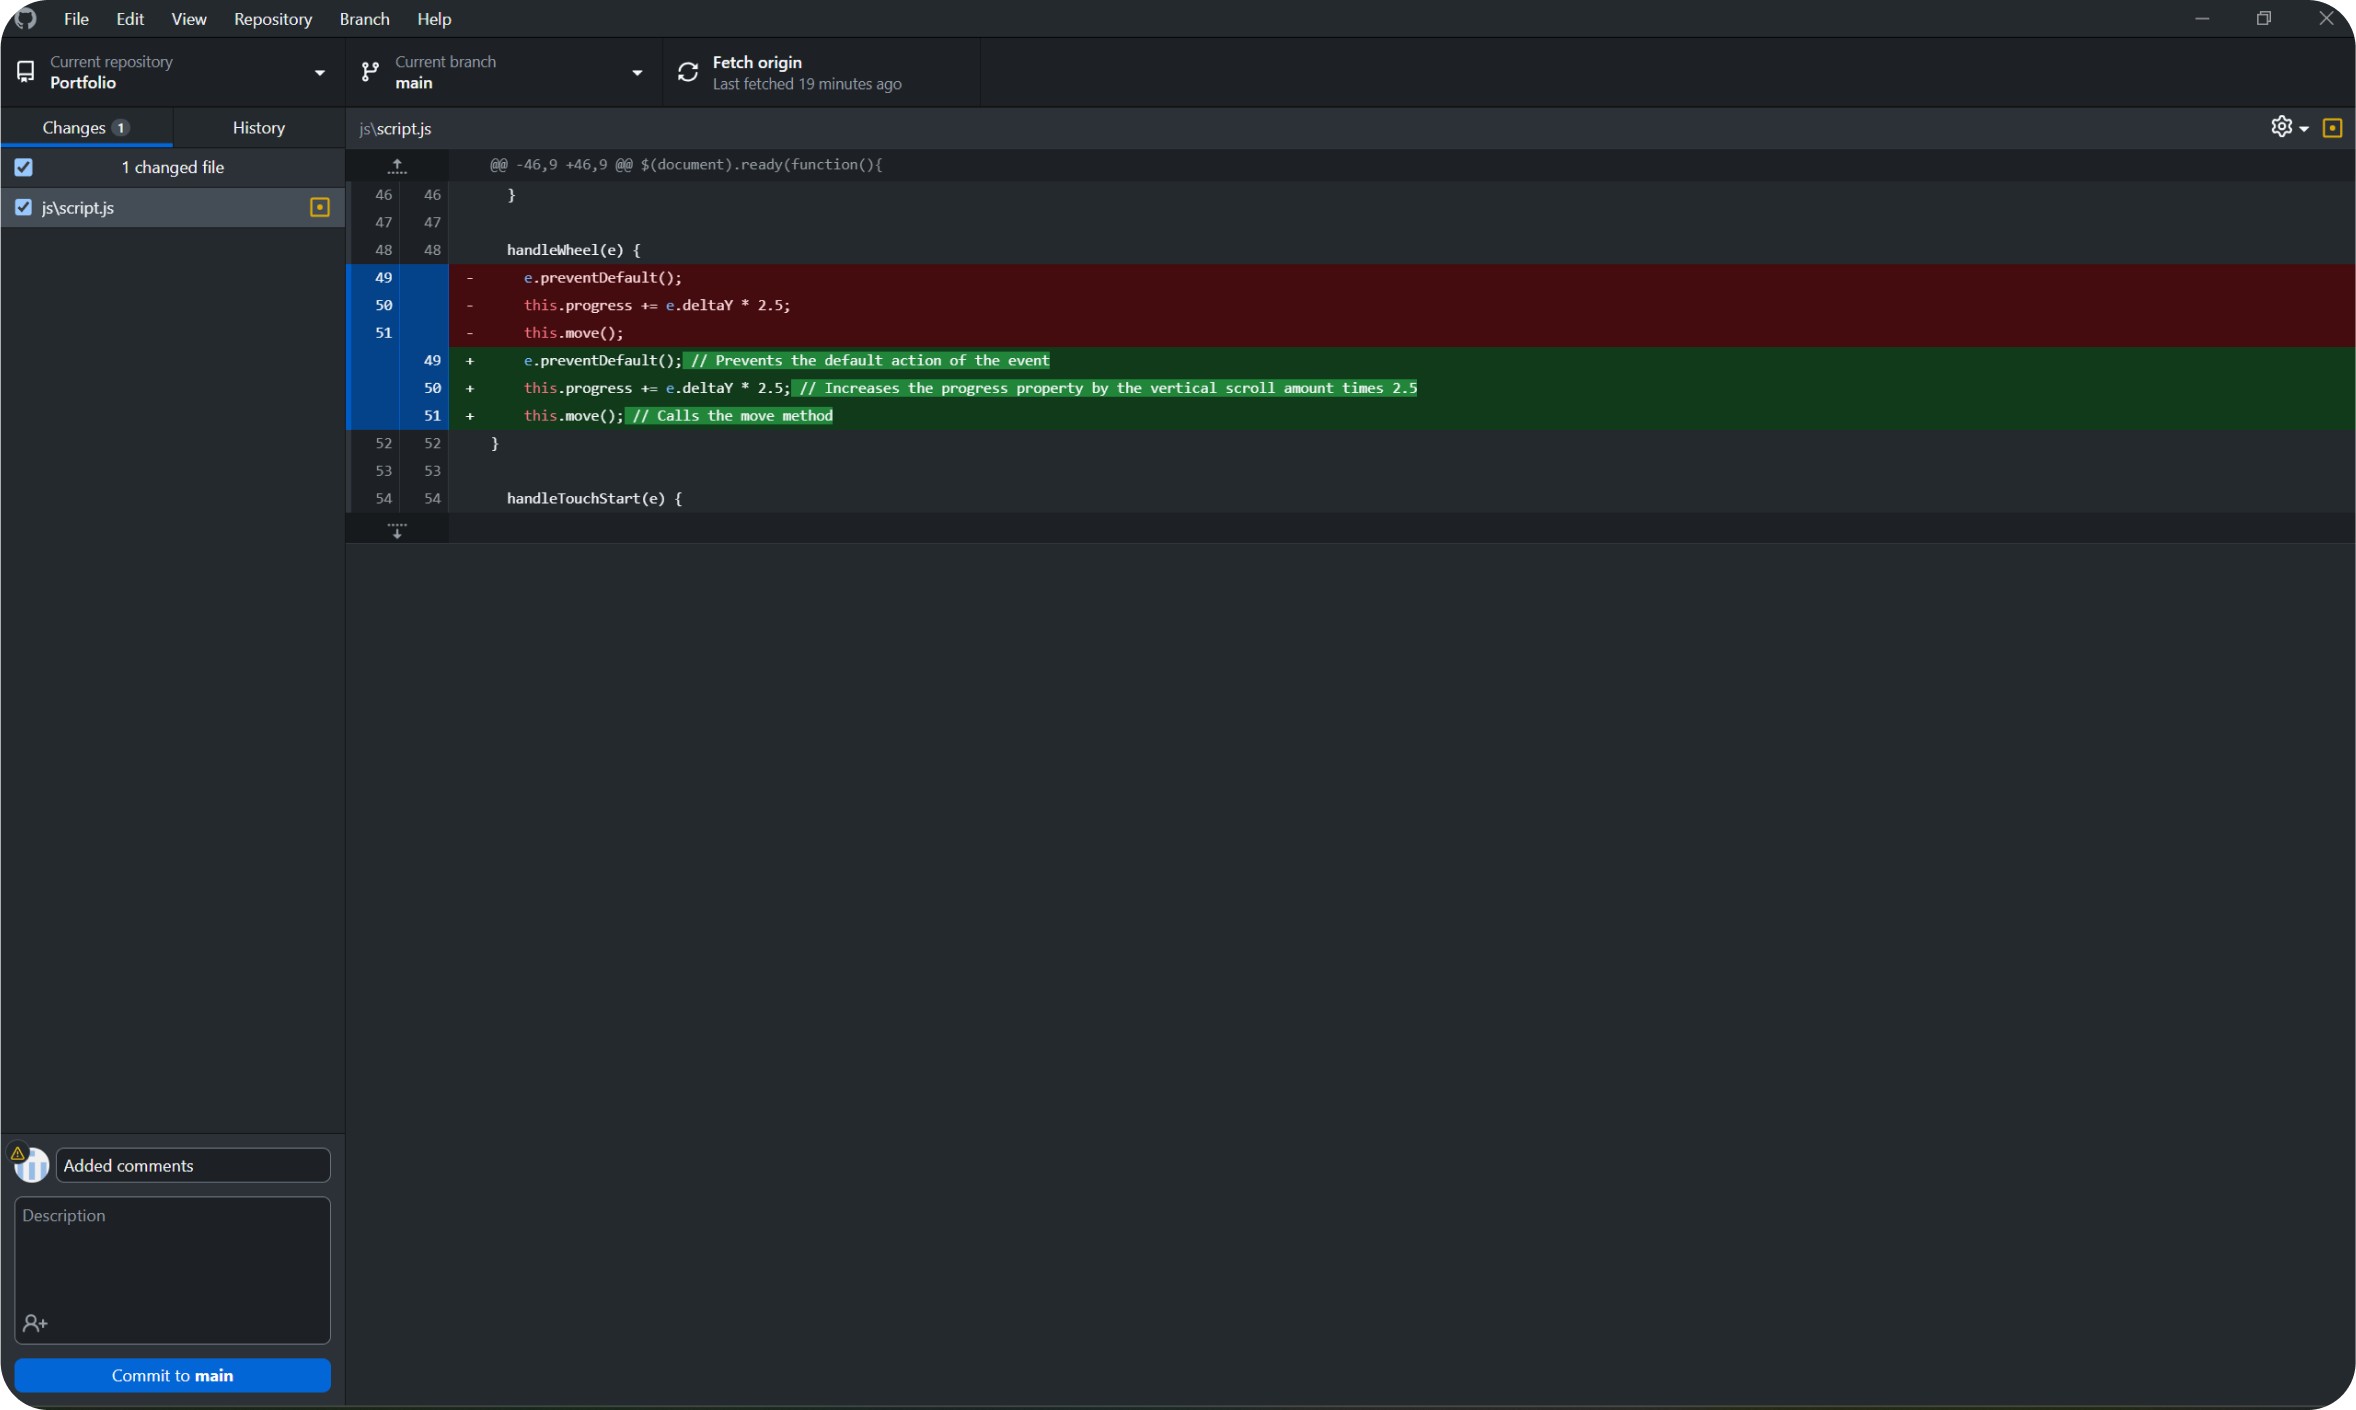 File Edit View Repository Branch Help
Current repository
Portfolio
Current branch
main
Fetch origin
Last fetched 19 minutes ago
Changes 1
History
1 changed file
js\script.js
js\script.js
@@ -46,9 +46,9 @@ $(document).ready(function(){
46 46 }
47 47
48 48 handleWheel(e) {
49 - e.preventDefault();
50 - this.progress += e.deltaY * 2.5;
51 - this.move();
49 + e.preventDefault(); // Prevents the default action of the event
50 + this.progress += e.deltaY * 2.5; // Increases the progress property by the vertical scroll amount times 2.5
51 + this.move(); // Calls the move method
52 52 }
53 53
54 54 handleTouchStart(e) {
Added comments
Description
Commit to main